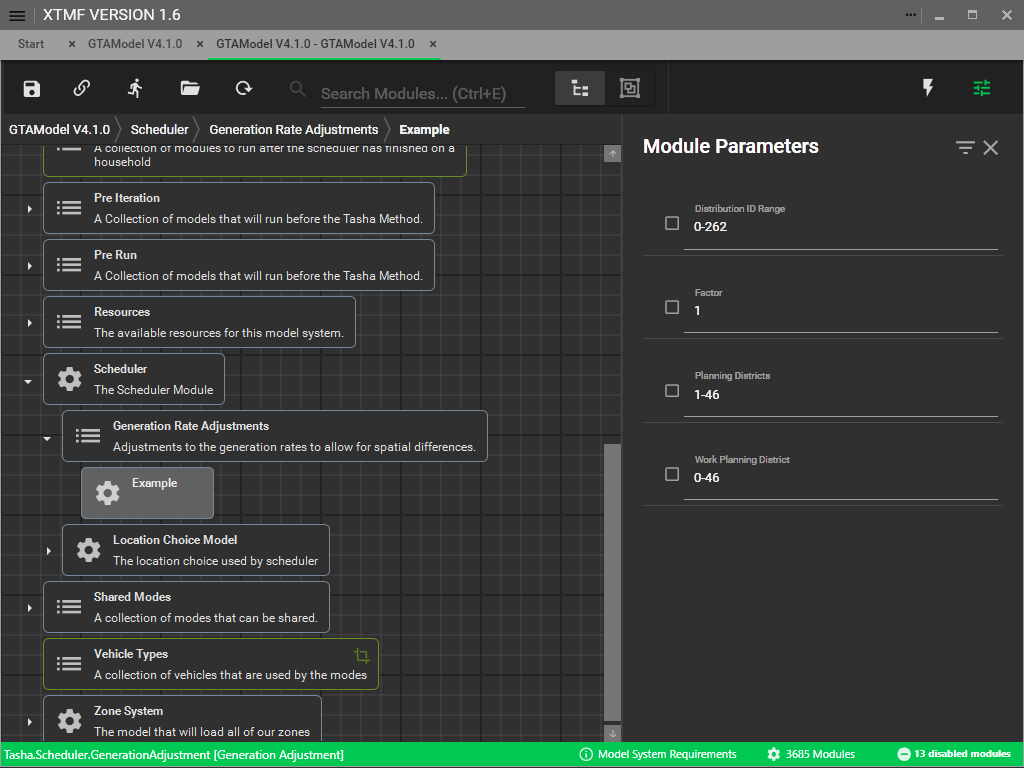 XTMF VERSION 1.6
Start
GTAModel V4.1.0
GTAModel V4.1.0 - GTAModel V4.1.0
Search Modules... (Ctrl+E)
GTAModel V4.1.0
Scheduler
Generation Rate Adjustments
Example
A collection of modules to run after the scheduler has finished on a
household
Pre Iteration
A Collection of models that will run before the Tasha Method.
Pre Run
A Collection of models that will run before the Tasha Method.
Resources
The available resources for this model system.
Scheduler
The Scheduler Module
Generation Rate Adjustments
Adjustments to the generation rates to allow for spatial differences.
Example
Location Choice Model
The location choice used by scheduler
Shared Modes
A collection of modes that can be shared.
Vehicle Types
A collection of vehicles that are used by the modes
Zone System
The model that will load all of our zones
Module Parameters
Distribution ID Range
0-262
Factor
1
Planning Districts
1-46
Work Planning District
0-46
Tasha.Scheduler.GenerationAdjustment [Generation Adjustment]
Model System Requirements
3685 Modules
13 disabled modules